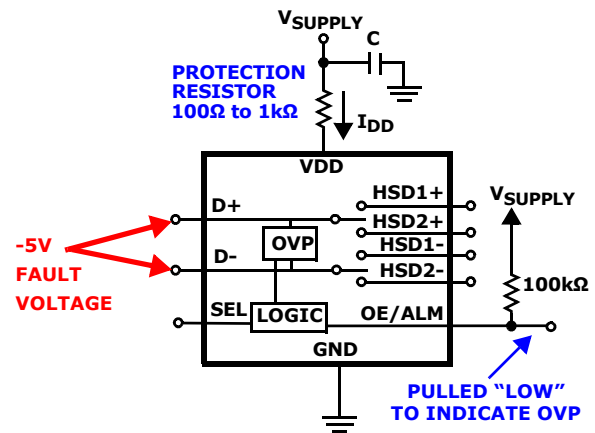 VSUPPLY
C
PROTECTION
RESISTOR
100Ω to 1kΩ
IDD
VDD
D+
HSD1+
VSUPPLY
HSD2+
OVP
HSD1-
-5V
FAULT
VOLTAGE
D-
HSD2-
100kΩ
SEL
LOGIC
OE/ALM
GND
PULLED “LOW”
TO INDICATE OVP